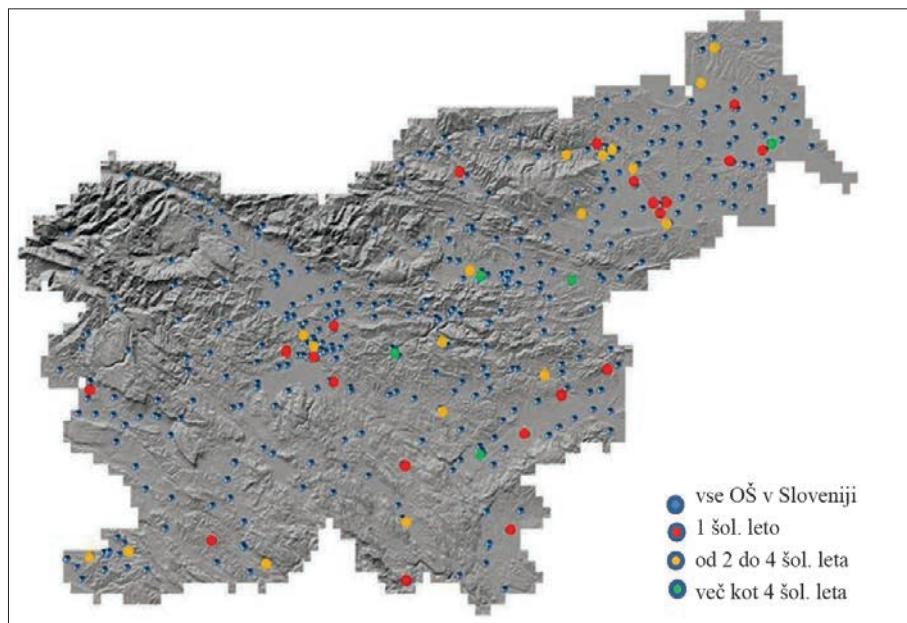 vse OŠ v Sloveniji
1 šol. leto
od 2 do 4 šol. leta
več kot 4 šol. leta